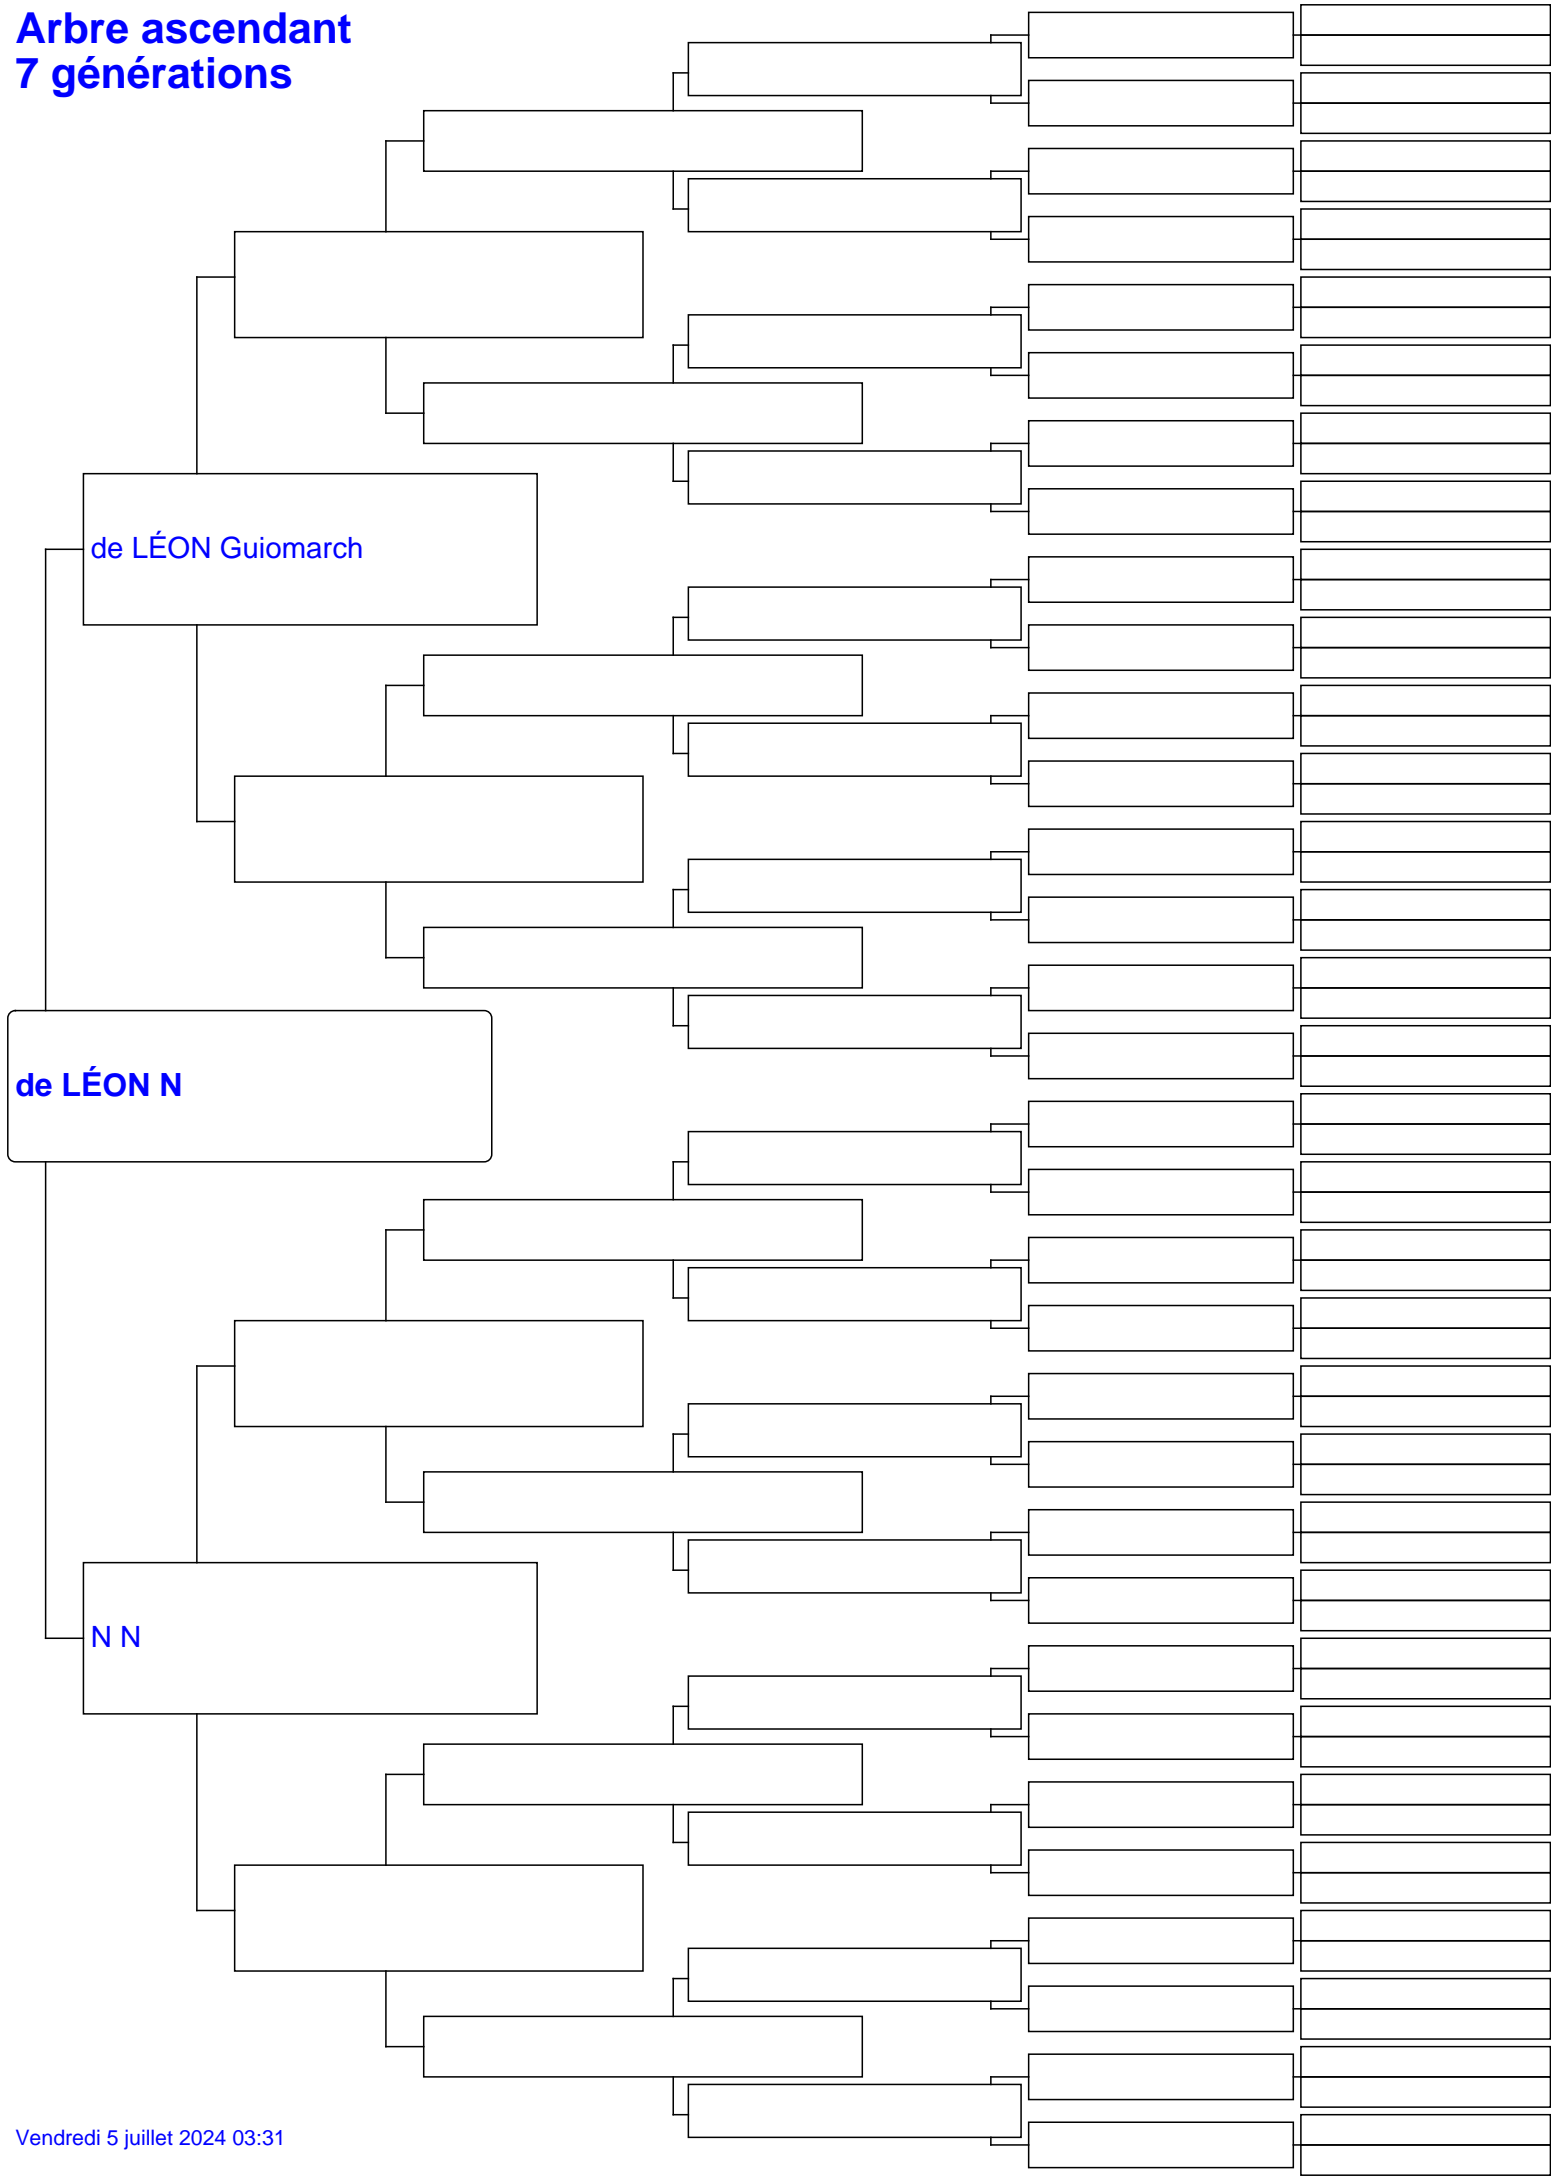 Arbre ascendant
7 générations
de LÉON Guiomarch
de LÉON N
N N
Vendredi 5 juillet 2024 03:31